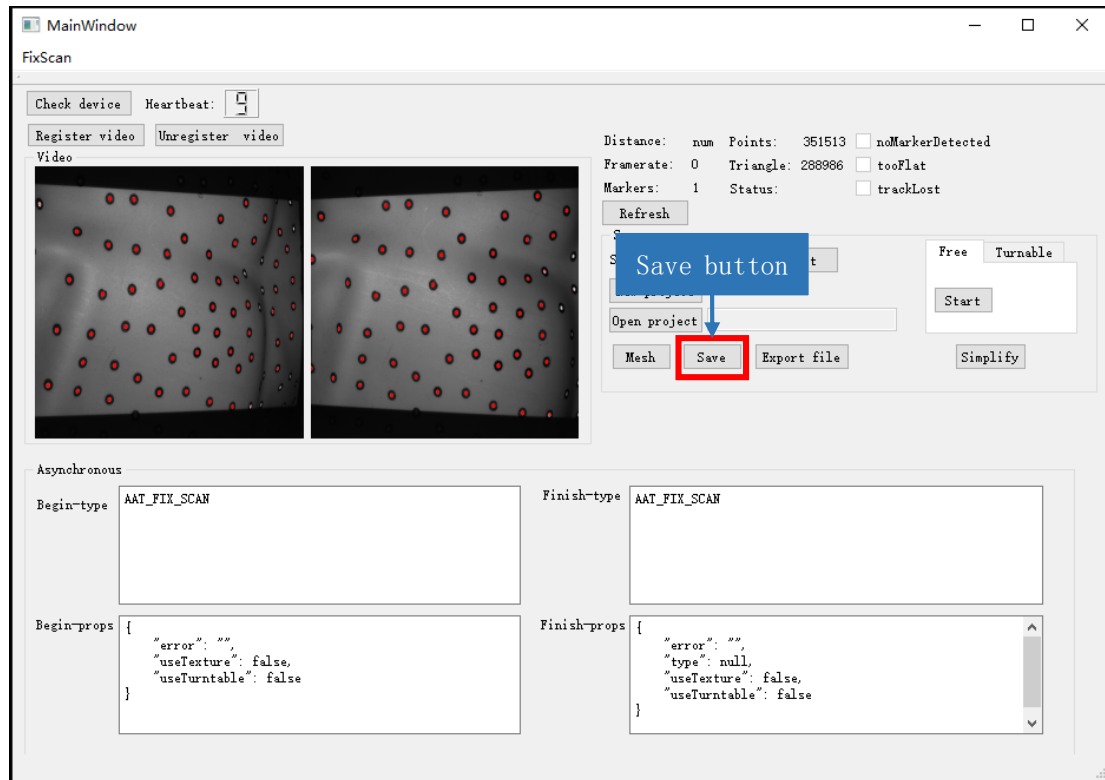 MainWindow
FixScan
Check device Heartbeat: 9
Register video Unregister video
Video
Distance: num Points: 351513 noMarkerDetected
Framerate: 0 Triangle: 288986 tooFlat
Markers: 1 Status: trackLost
Refresh
Save button
Free Turnable
Start
Open project
Mesh Save Export file Simplify
Asynchronous
Begin-type AAT_FIX_SCAN Finish-type AAT_FIX_SCAN
Begin-props Finish-props
{
"error": "",
"useTexture": false,
"useTurntable": false
}
{
"error": "",
"type": null,
"useTexture": false,
"useTurntable": false
}